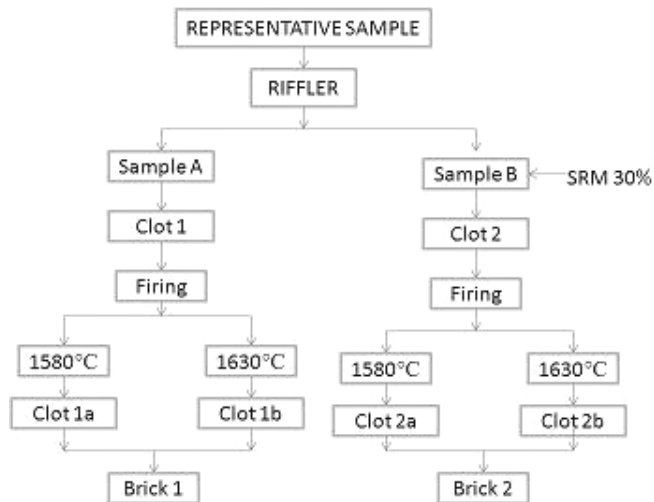 REPRESENTATIVE SAMPLE
RIFFLER
Sample A
Sample B
SRM 30%
Clot 1
Clot 2
Firing
Firing
1580°C
1630°C
1580°C
1630°C
Clot 1a
Clot 1b
Clot 2a
Clot 2b
Brick 1
Brick 2